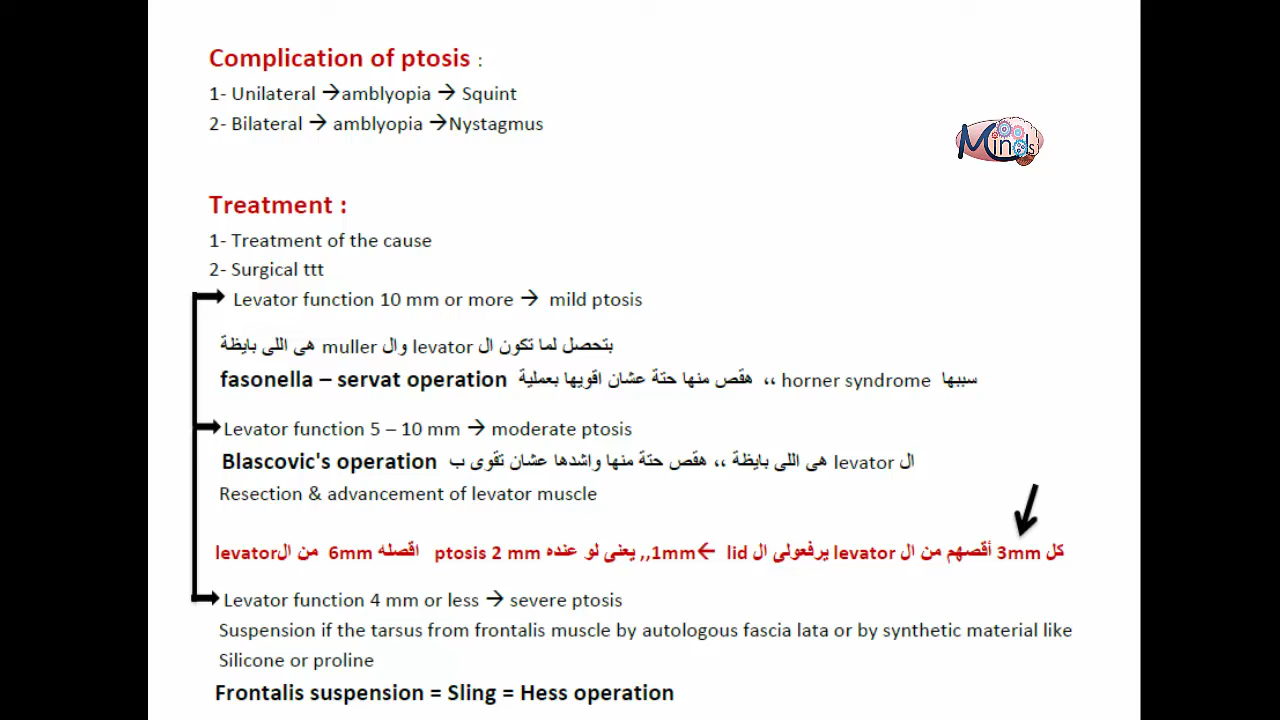 Complication of ptosis :
1- Unilateral →amblyopia → Squint
2- Bilateral → amblyopia →Nystagmus
Minds
Treatment :
1- Treatment of the cause
2- Surgical ttt
Levator function 10 mm or more → mild ptosis
بتحصل لما تكون ال levator وال muller هى اللى بايظة
سببها horner syndrome ،، هقص منها حتة عشان اقويها بعملية fasonella – servat operation
Levator function 5 – 10 mm → moderate ptosis
ال levator هى اللى بايظة ،، هقص حتة منها واشدها عشان تقوى ب Blascovic's operation
Resection & advancement of levator muscle
كل 3mm أقصهم من ال levator يرفعولى ال lid ← 1mm,, يعنى لو عنده ptosis 2 mm اقصله 6mm من الlevator
Levator function 4 mm or less → severe ptosis
Suspension if the tarsus from frontalis muscle by autologous fascia lata or by synthetic material like
Silicone or proline
Frontalis suspension = Sling = Hess operation